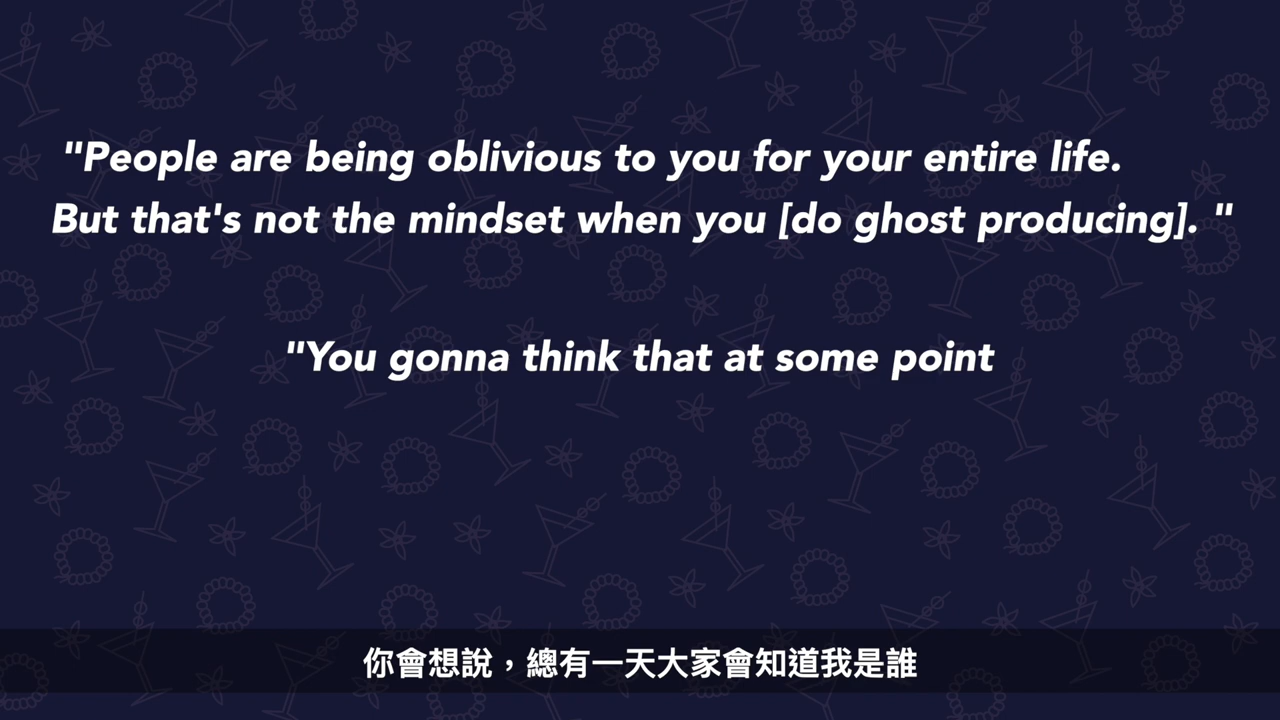 "People are being oblivious to you for your entire life.
But that's not the mindset when you [do ghost producing]. "
"You gonna think that at some point
你會想說，總有一天大家會知道我是誰